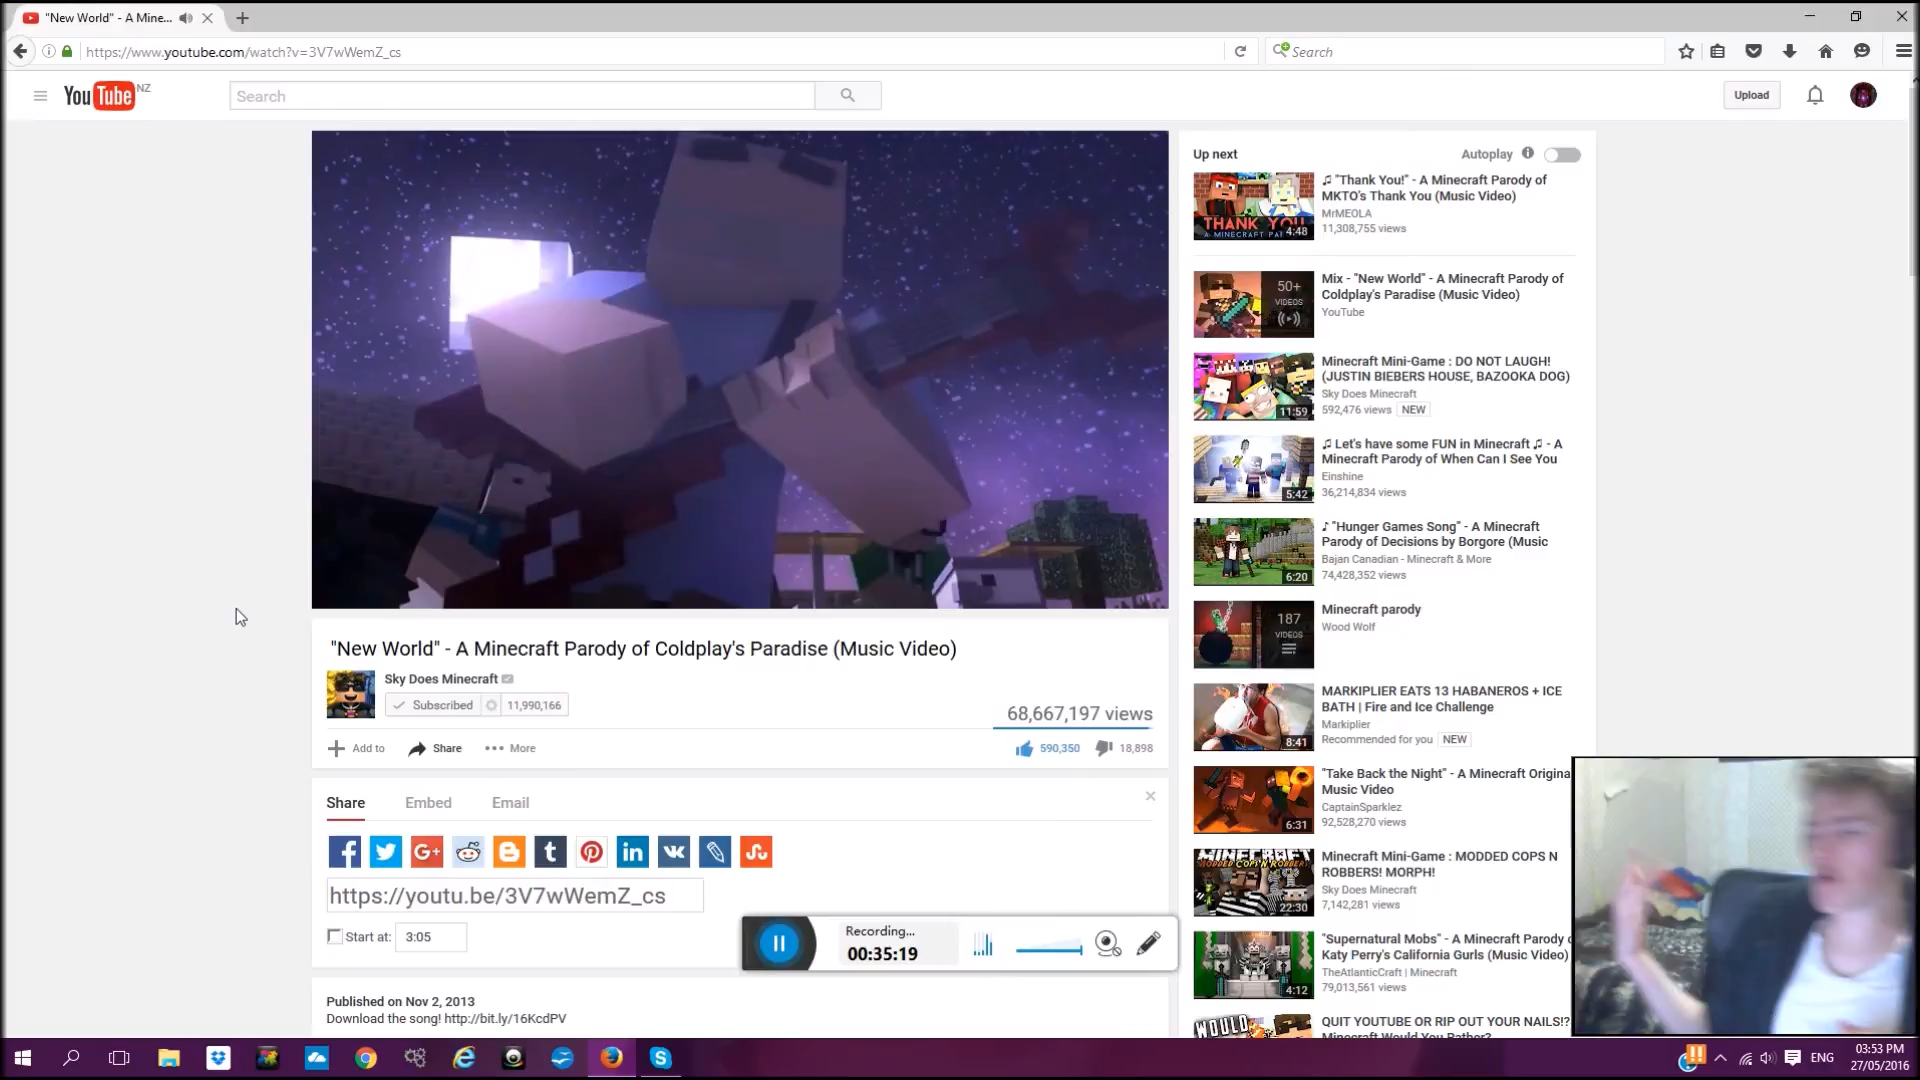 "New World" - A Mine...
https://www.youtube.com/watch?v=3V7wWemZ_cs
Search
YouTube NZ
Search
Upload
Up next
Autoplay
♫ "Thank You!" - A Minecraft Parody of
MKTO's Thank You (Music Video)
MrMEOLA
11,308,755 views
THANK YOU
4:48
Mix - "New World" - A Minecraft Parody of
Coldplay's Paradise (Music Video)
YouTube
50+
VIDEOS
Minecraft Mini-Game : DO NOT LAUGH!
(JUSTIN BIEBERS HOUSE, BAZOOKA DOG)
Sky Does Minecraft
592,476 views NEW
11:59
♫ Let's have some FUN in Minecraft ♫ - A
Minecraft Parody of When Can I See You
Einshine
36,214,834 views
5:42
♪ "Hunger Games Song" - A Minecraft
Parody of Decisions by Borgore (Music
Bajan Canadian - Minecraft & More
74,428,352 views
6:20
Minecraft parody
Wood Wolf
187
VIDEOS
MARKIPLIER EATS 13 HABANEROS + ICE
BATH | Fire and Ice Challenge
Markiplier
Recommended for you NEW
8:41
"Take Back the Night" - A Minecraft Origina
Music Video
CaptainSparklez
92,528,270 views
6:31
Minecraft Mini-Game : MODDED COPS N
ROBBERS! MORPH!
Sky Does Minecraft
7,142,281 views
MINECRAFT
MODDED COPS N ROBBERS
22:30
"Supernatural Mobs" - A Minecraft Parody
Katy Perry's California Gurls (Music Video)
TheAtlanticCraft | Minecraft
79,013,561 views
4:12
QUIT YOUTUBE OR RIP OUT YOUR NAILS!?
Minecraft Would You Rather?
WOULD
"New World" - A Minecraft Parody of Coldplay's Paradise (Music Video)
Sky Does Minecraft
Subscribed 11,990,166
68,667,197 views
Add to Share More
590,350 18,898
Share Embed Email
https://youtu.be/3V7wWemZ_cs
Start at: 3:05
Recording...
00:35:19
Published on Nov 2, 2013
Download the song! http://bit.ly/16KcdPV
ENG
03:53 PM
27/05/2016